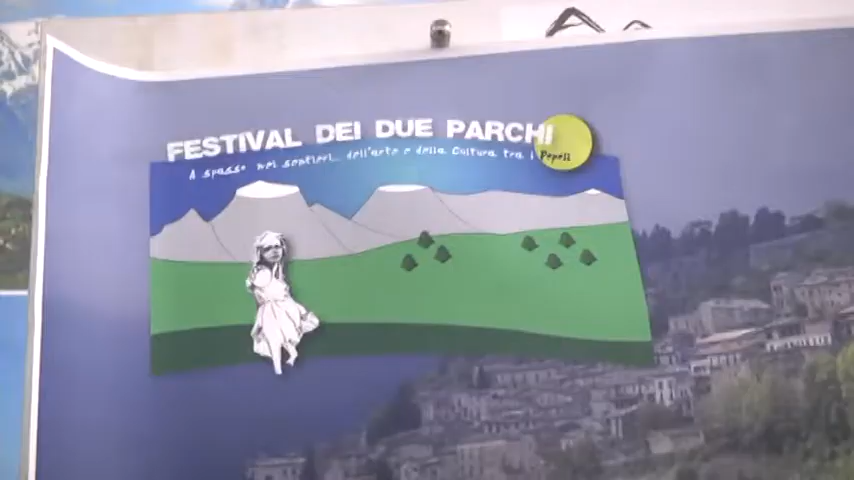 FESTIVAL DEI DUE PARCHI
A spasso nei sentieri dell'arte e della Cultura tra i Popoli